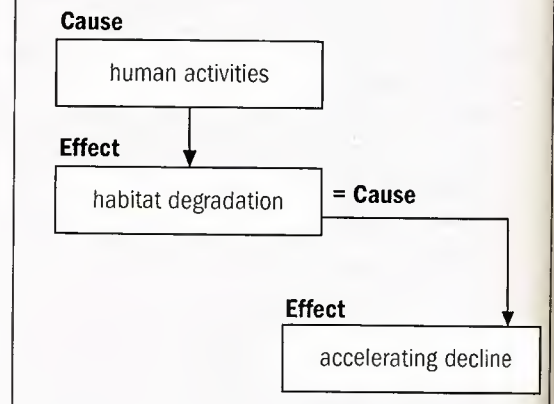 Cause
human activities
Effect
habitat degradation
= Cause
Effect
accelerating decline